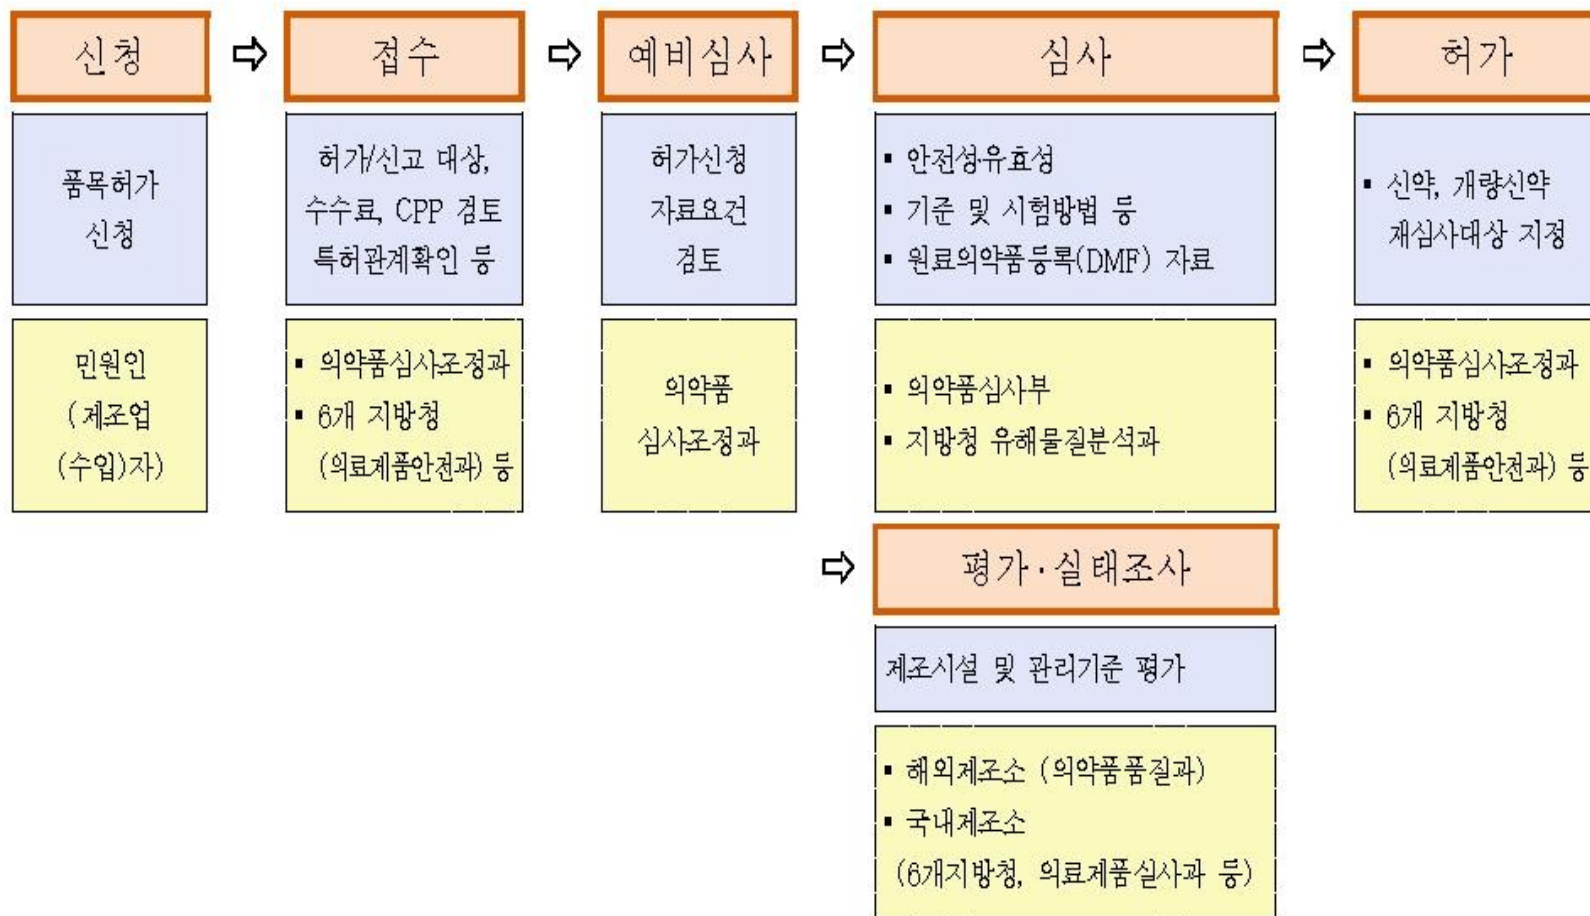 신청 ⇨ 접수 ⇨ 예비심사 ⇨ 심사 ⇨ 허가
품목허가
신청
허가/신고 대상,
수수료, CPP 검토
특허관계확인 등
허가신청
자료요건
검토
▪ 안전성유효성
▪ 기준 및 시험방법 등
▪ 원료의약품등록(DMF) 자료
▪ 신약, 개량신약
재심사대상 지정
민원인
(제조업
(수입)자)
▪ 의약품심사조정과
▪ 6개 지방청
(의료제품안전과) 등
의약품
심사조정과
▪ 의약품심사부
▪ 지방청 유해물질분석과
▪ 의약품심사조정과
▪ 6개 지방청
(의료제품안전과) 등
⇨ 평가·실태조사
제조시설 및 관리기준 평가
▪ 해외제조소 (의약품품질과)
▪ 국내제조소
(6개지방청, 의료제품실사과 등)